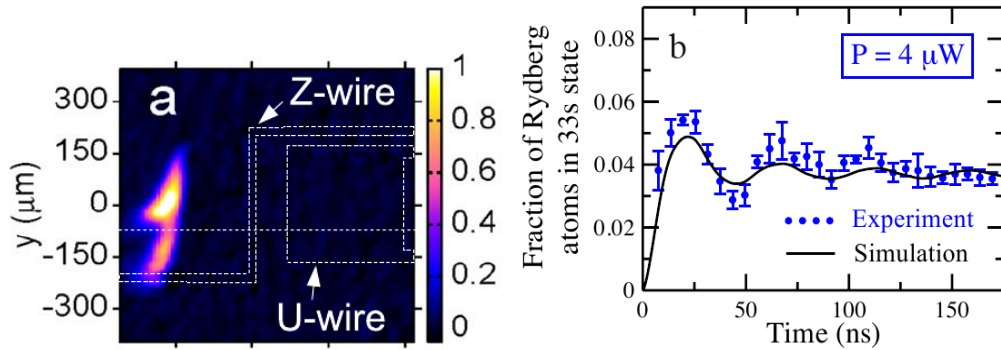 a
Z-wire
U-wire
y (μm)
300
150
0
-150
-300
1
0.8
0.6
0.4
0.2
0
b
P = 4 μW
Fraction of Rydberg
atoms in 33s state
0.08
0.06
0.04
0.02
0
Experiment
Simulation
0
50
100
150
Time (ns)